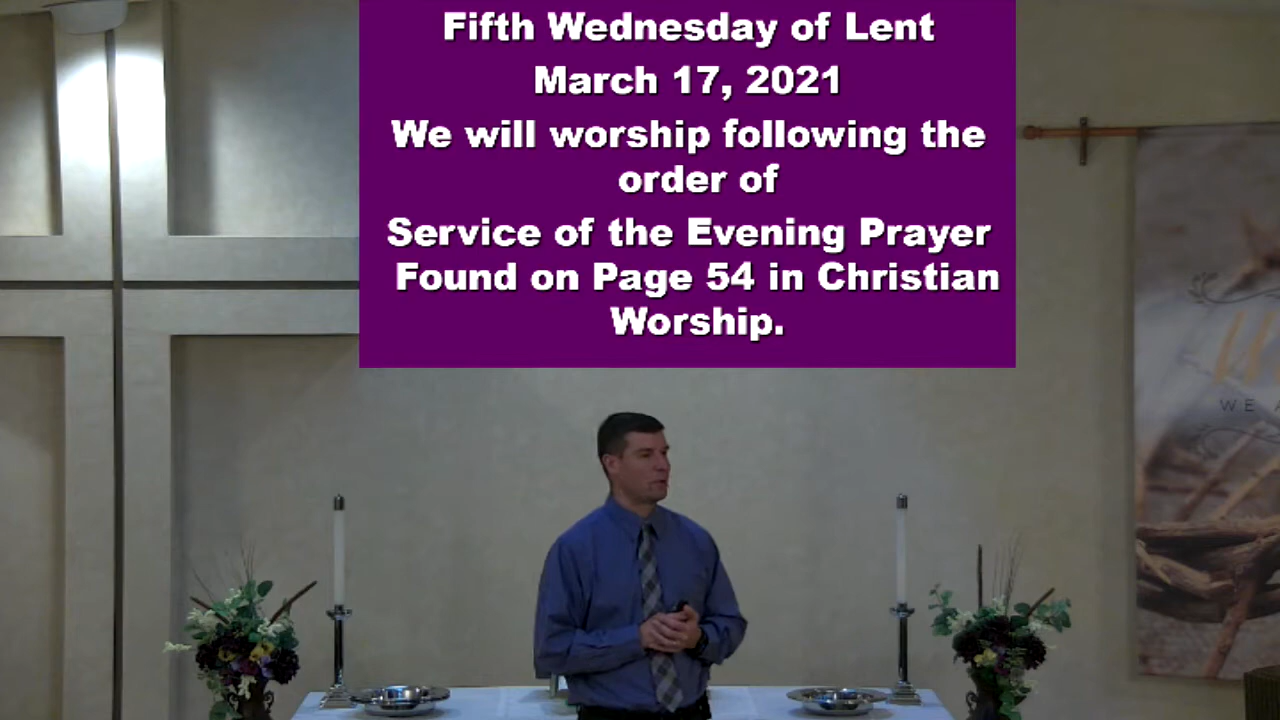 Fifth Wednesday of Lent
March 17, 2021
We will worship following the
order of
Service of the Evening Prayer
Found on Page 54 in Christian
Worship.
WE